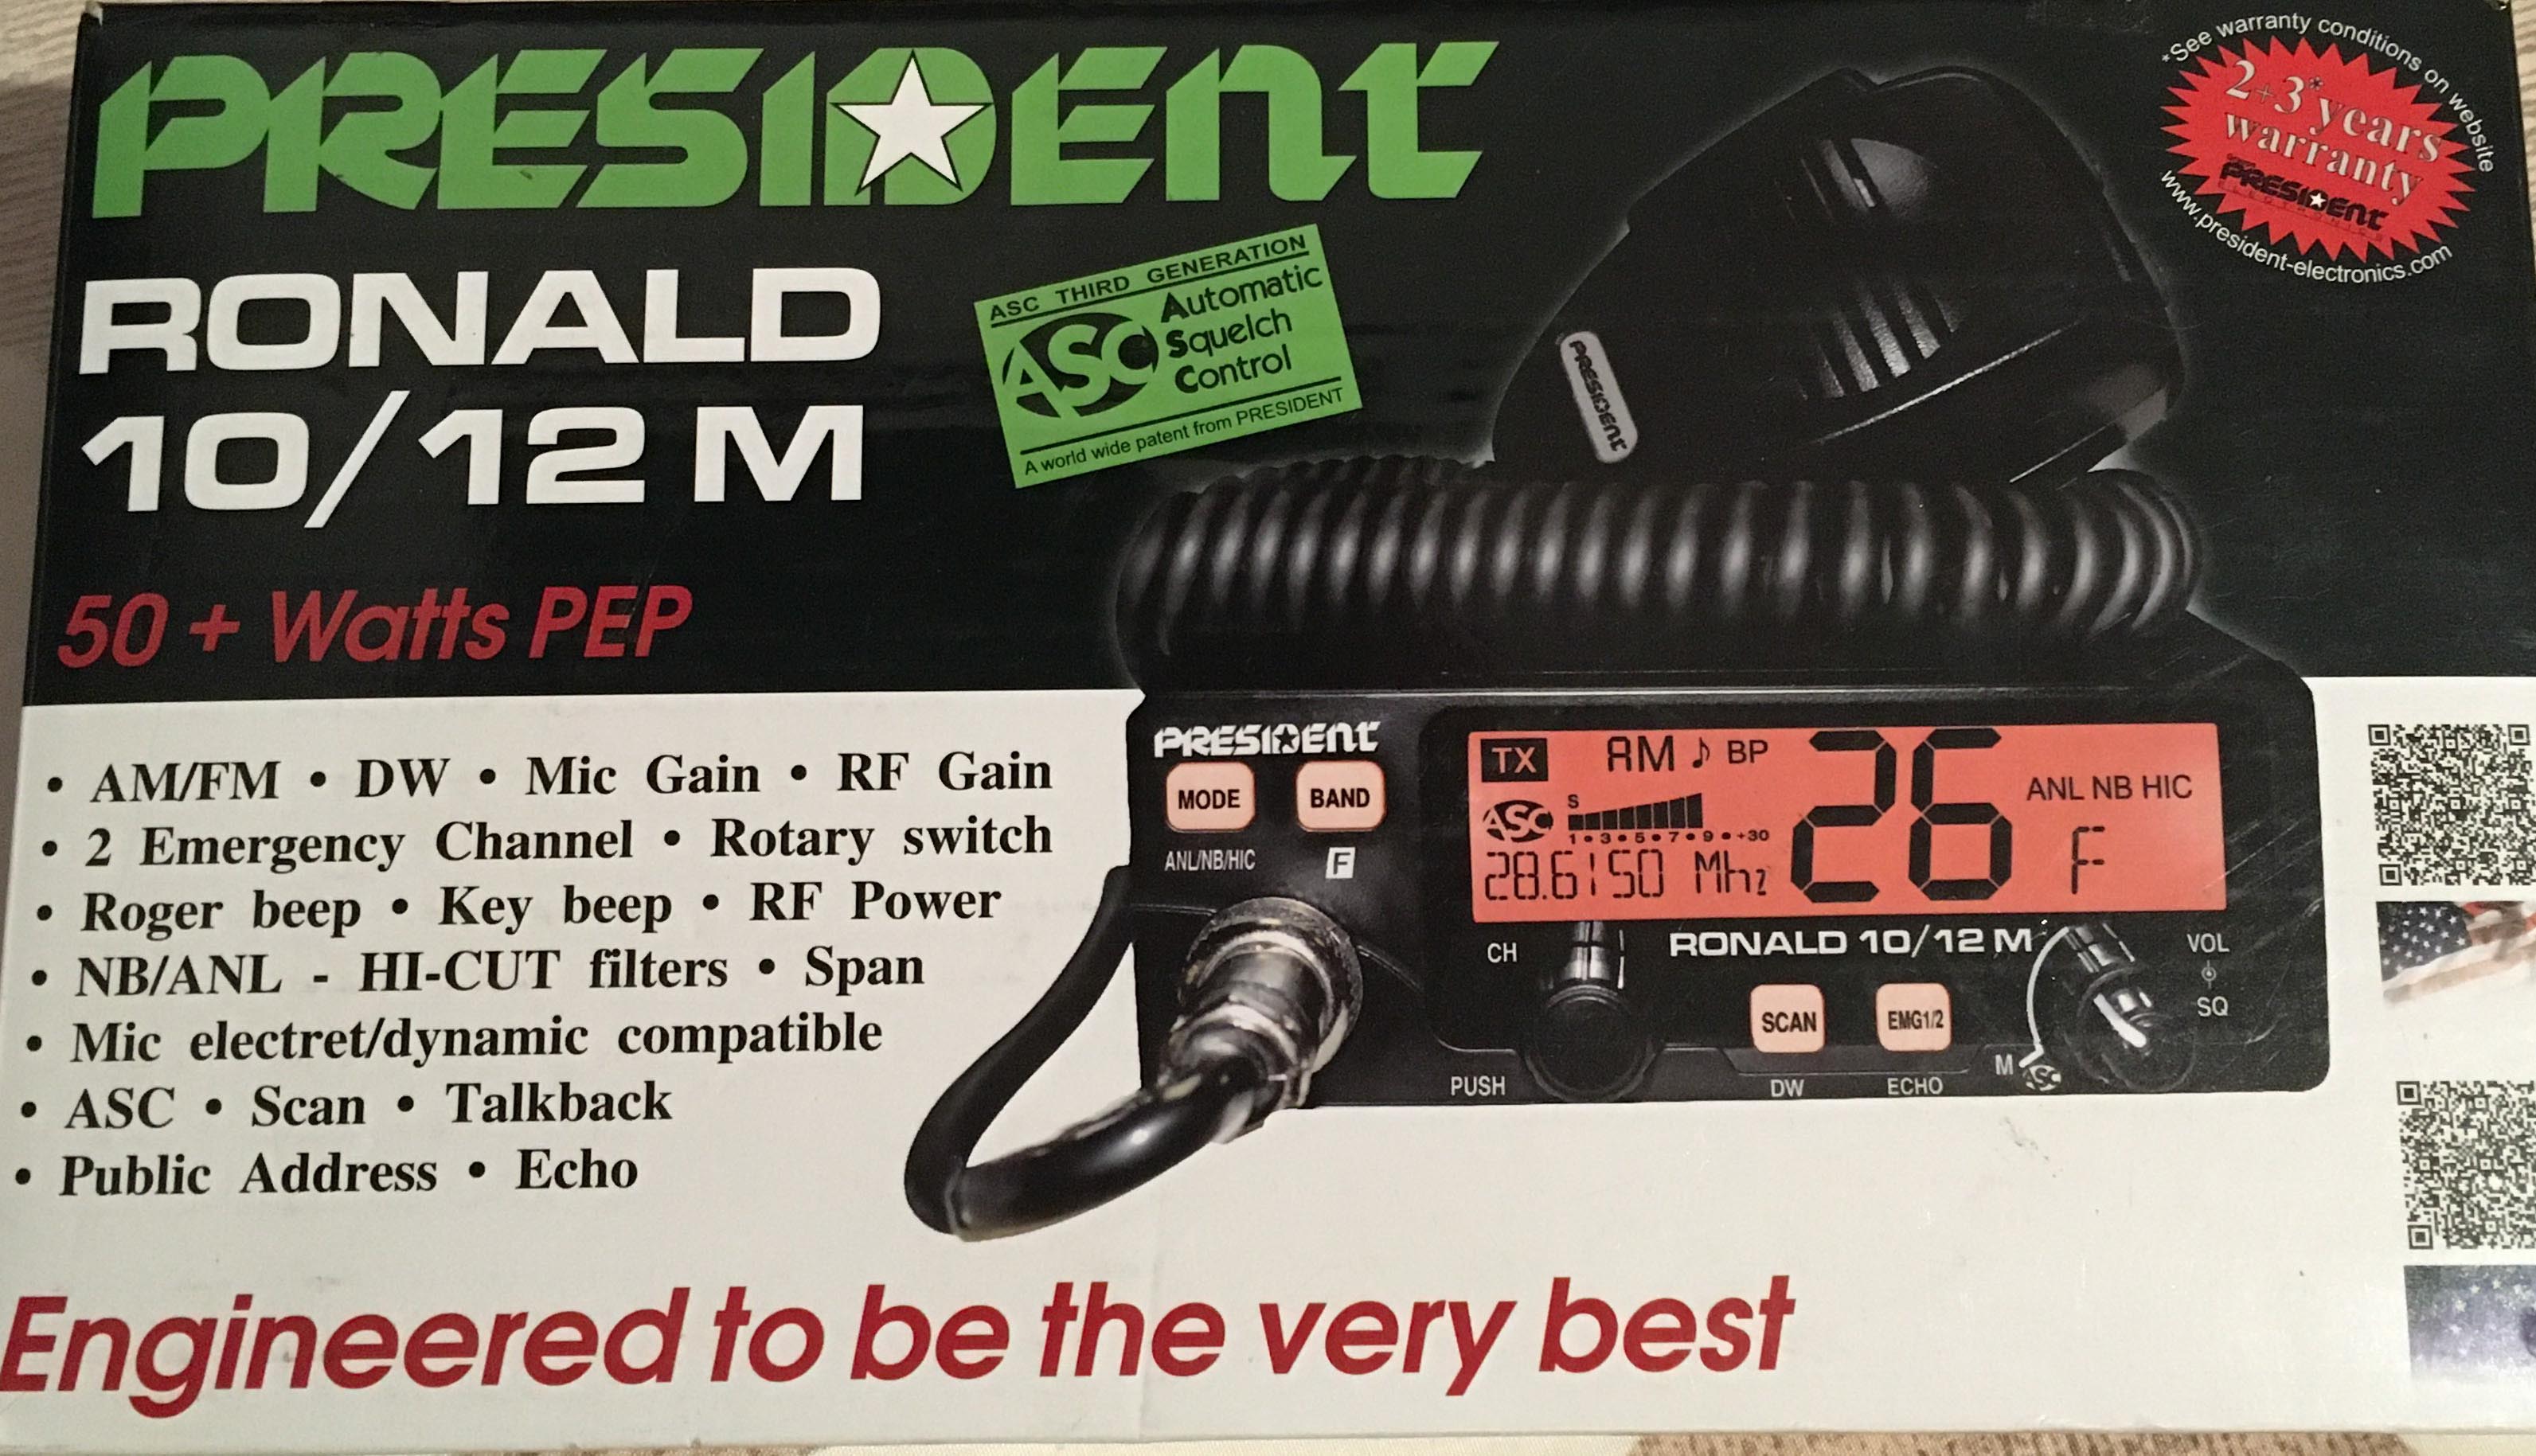 PRESIDENT
*See warranty conditions on website
2+3* years
warranty
PRESIDENT
www.president-electronics.com
RONALD
10/12 M
ASC THIRD GENERATION
ASC
Automatic
Squelch
Control
A world wide patent from PRESIDENT
PRESIDENT
50 + Watts PEP
• AM/FM • DW • Mic Gain • RF Gain
• 2 Emergency Channel • Rotary switch
• Roger beep • Key beep • RF Power
• NB/ANL - HI-CUT filters • Span
• Mic electret/dynamic compatible
• ASC • Scan • Talkback
• Public Address • Echo
PRESIDENT
MODE BAND
ANL/NB/HIC F
TX AM ♪ BP 26 ANL NB HIC
ASC S
1•3•5•7•9•+30
28.6150 MHz F
CH RONALD 10/12 M VOL
SQ
SCAN EMG1/2
PUSH DW ECHO M ASC
Engineered to be the very best